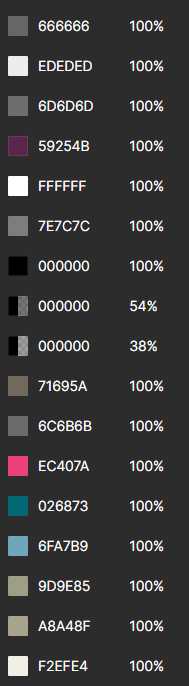 666666 100%
EDEDED 100%
6D6D6D 100%
59254B 100%
FFFFFF 100%
7E7C7C 100%
000000 100%
000000 54%
000000 38%
71695A 100%
6C6B6B 100%
EC407A 100%
026873 100%
6FA7B9 100%
9D9E85 100%
A8A48F 100%
F2EFE4 100%